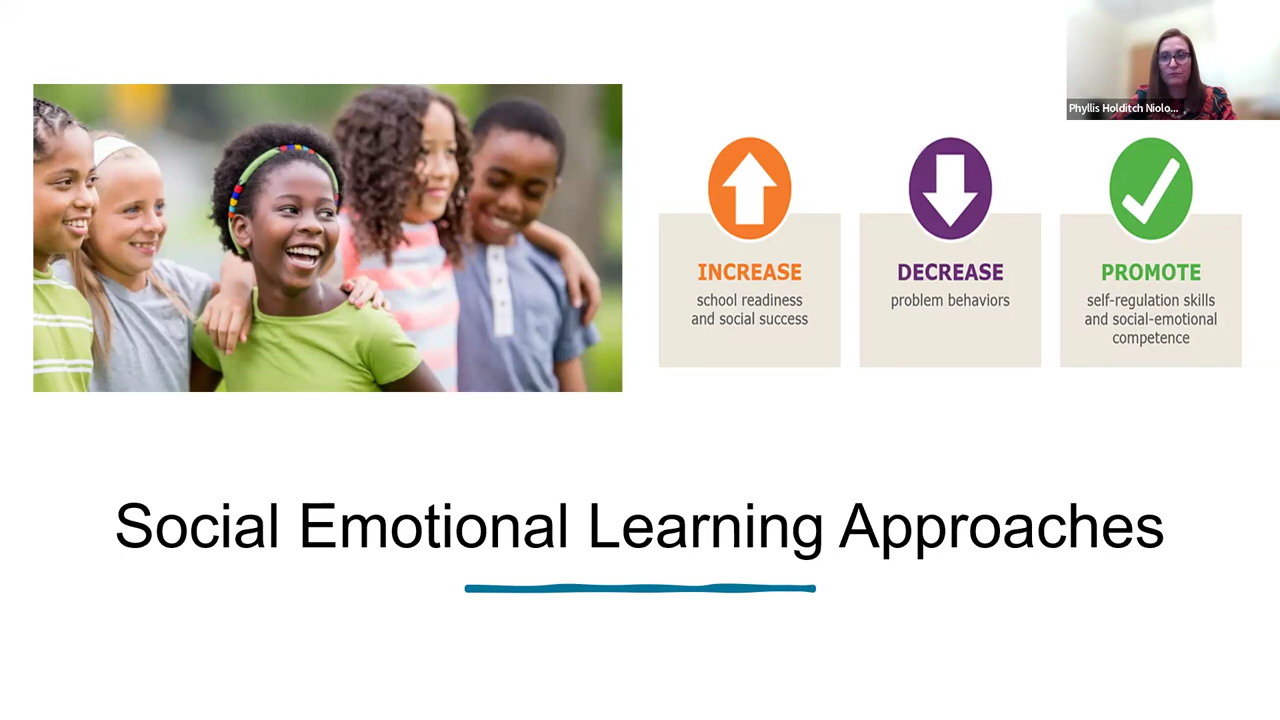 Phyllis Holditch Niolo...
INCREASE
school readiness
and social success
DECREASE
problem behaviors
PROMOTE
self-regulation skills
and social-emotional
competence
Social Emotional Learning Approaches